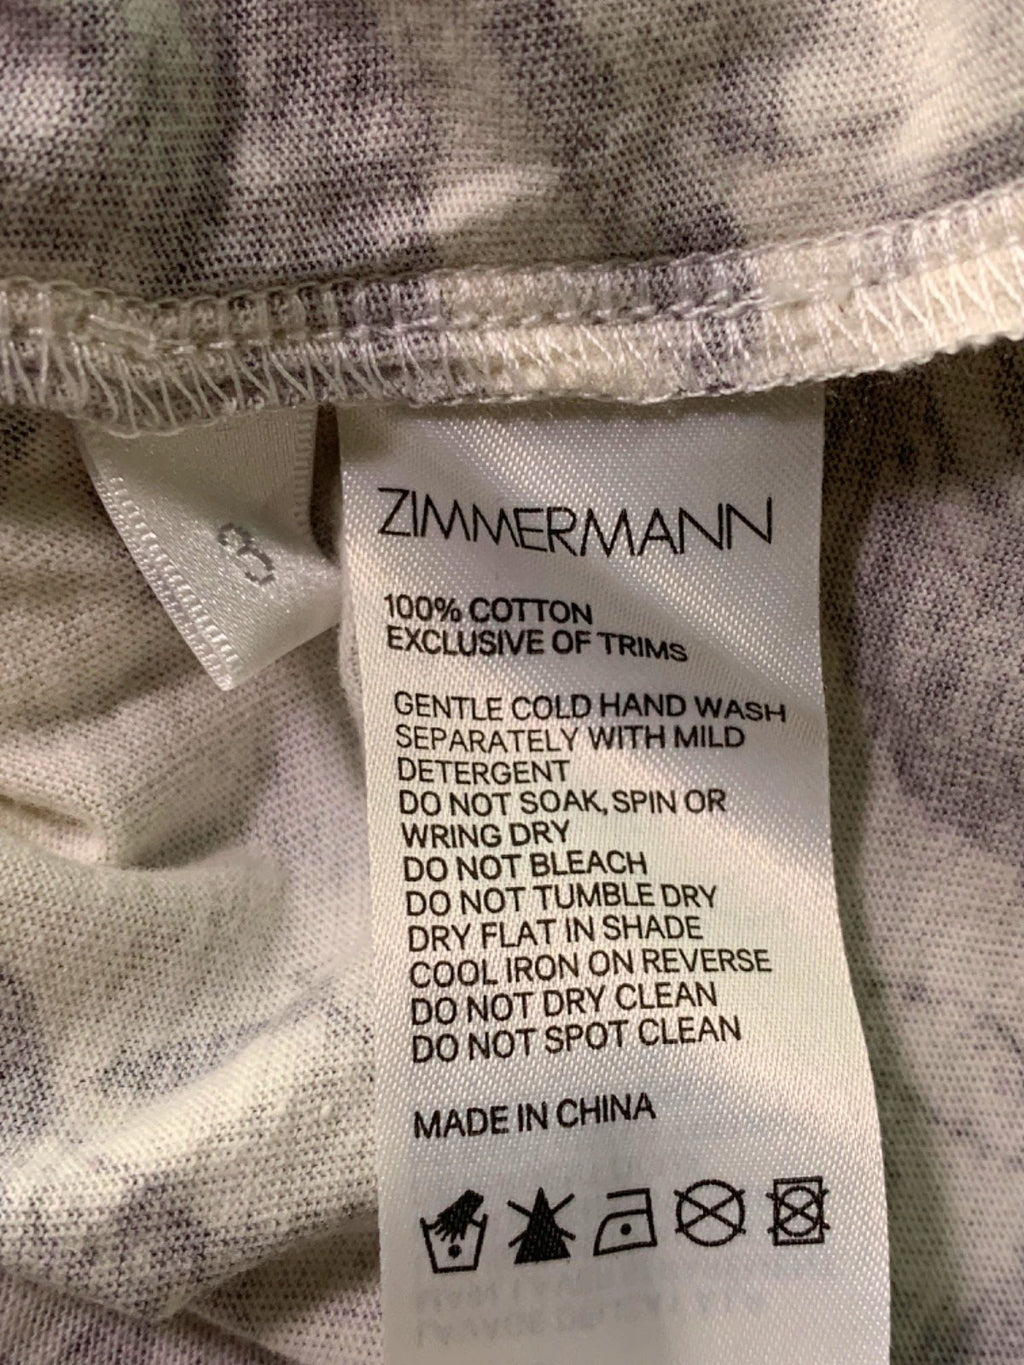 3
ZIMMERMANN
100% COTTON
EXCLUSIVE OF TRIMS
GENTLE COLD HAND WASH
SEPARATELY WITH MILD
DETERGENT
DO NOT SOAK, SPIN OR
WRING DRY
DO NOT BLEACH
DO NOT TUMBLE DRY
DRY FLAT IN SHADE
COOL IRON ON REVERSE
DO NOT DRY CLEAN
DO NOT SPOT CLEAN
MADE IN CHINA